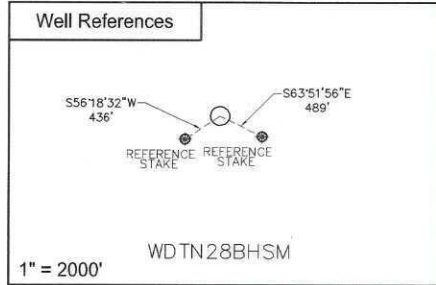 Well References
S56°18'32"W
436'
S63°51'56"E
489'
REFERENCE
STAKE
REFERENCE
STAKE
WDTN28BHSM
1" = 2000'